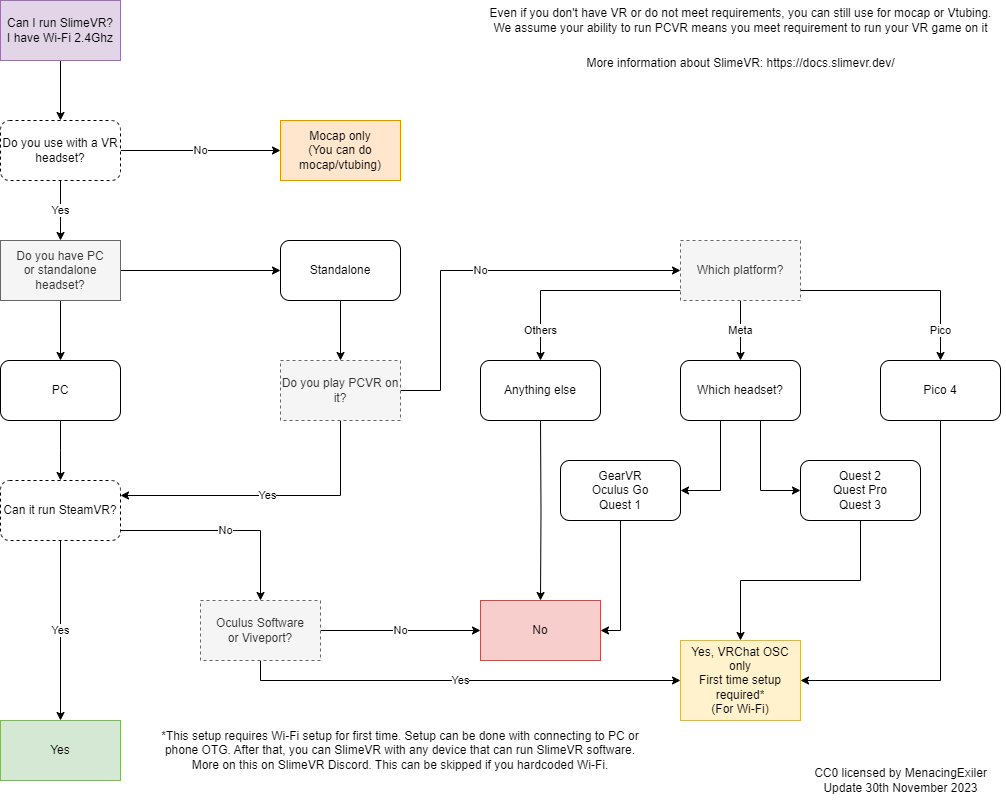 Can I run SlimeVR?
I have Wi-Fi 2.4Ghz
Even if you don't have VR or do not meet requirements, you can still use for mocap or Vtubing.
We assume your ability to run PCVR means you meet requirement to run your VR game on it
More information about SlimeVR: https://docs.slimevr.dev/
Do you use with a VR
headset?
No
Mocap only
(You can do
mocap/vtubing)
Yes
Do you have PC
or standalone
headset?
Standalone
No
Which platform?
Others
Meta
Pico
PC
Do you play PCVR on
it?
Anything else
Which headset?
Pico 4
GearVR
Oculus Go
Quest 1
Quest 2
Quest Pro
Quest 3
Yes
Can it run SteamVR?
No
Oculus Software
or Viveport?
No
No
Yes
Yes
Yes, VRChat OSC
only
First time setup
required*
(For Wi-Fi)
Yes
*This setup requires Wi-Fi setup for first time. Setup can be done with connecting to PC or
phone OTG. After that, you can SlimeVR with any device that can run SlimeVR software.
More on this on SlimeVR Discord. This can be skipped if you hardcoded Wi-Fi.
CC0 licensed by MenacingExiler
Update 30th November 2023